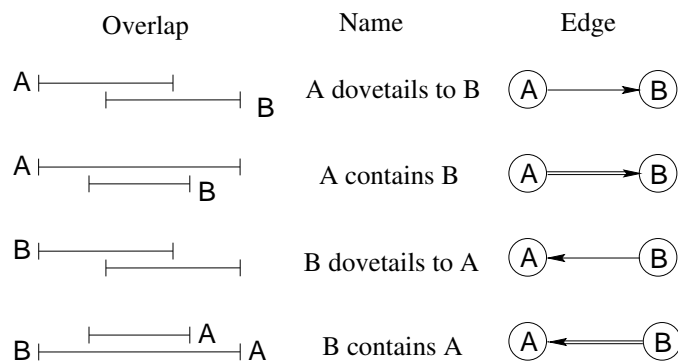 Overlap Name Edge
A A dovetails to B A B
B
A A contains B A B
B
B B dovetails to A A B
A
B A B contains A A B